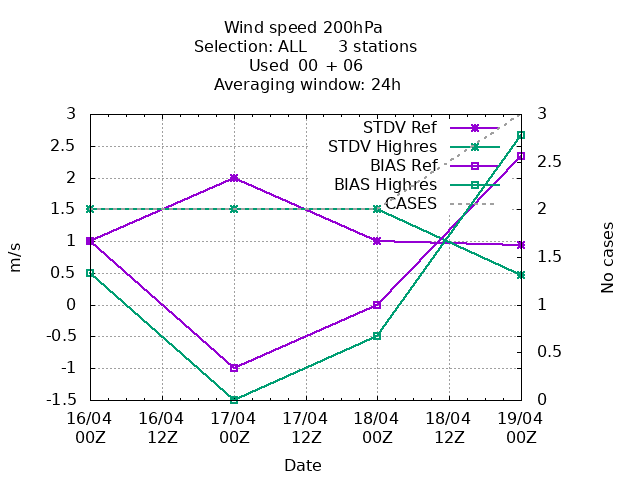 Wind speed 200hPa
Selection: ALL      3 stations
Used  00 + 06
Averaging window: 24h
3
2.5
2
1.5
1
0.5
0
-0.5
-1
-1.5
m/s
STDV Ref
STDV Highres
BIAS Ref
BIAS Highres
CASES
3
2.5
2
1.5
1
0.5
0
No cases
16/04 16/04 17/04 17/04 18/04 18/04 19/04
00Z 12Z 00Z 12Z 00Z 12Z 00Z
Date